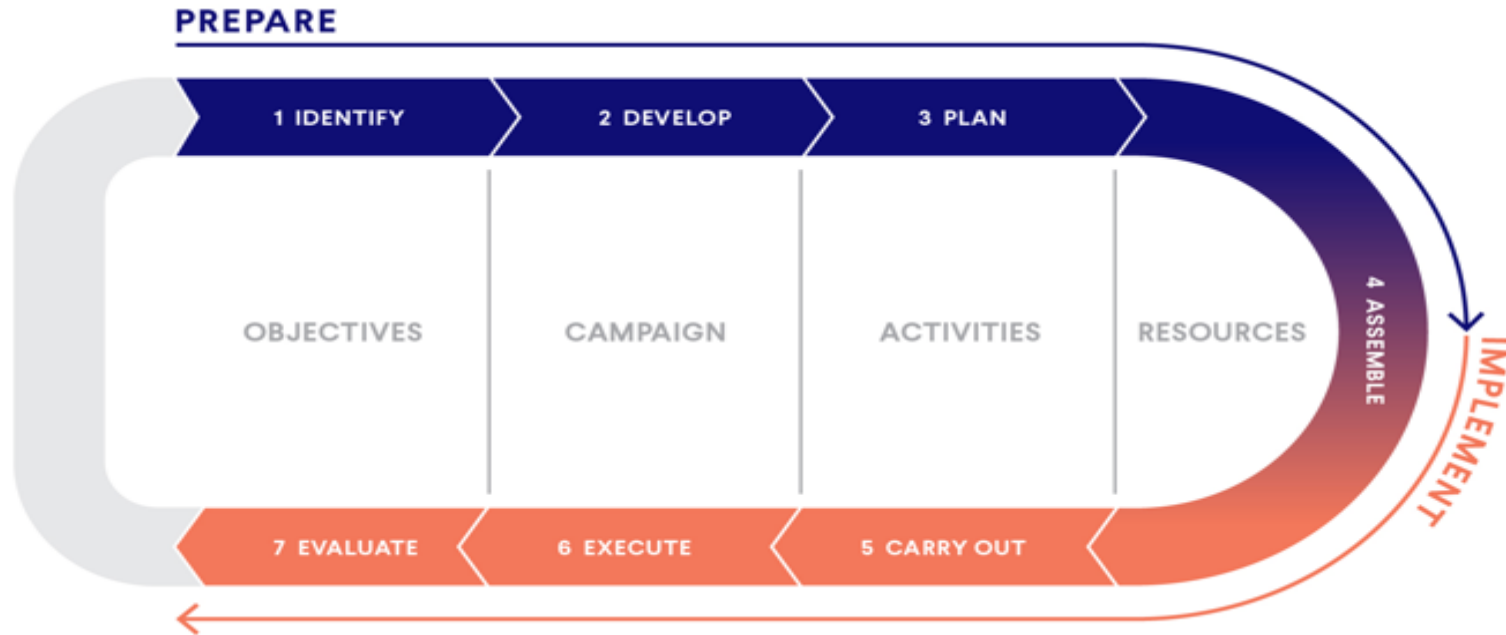 PREPARE
1 IDENTIFY
2 DEVELOP
3 PLAN
4 ASSEMBLE
OBJECTIVES
CAMPAIGN
ACTIVITIES
RESOURCES
IMPLEMENT
7 EVALUATE
6 EXECUTE
5 CARRY OUT